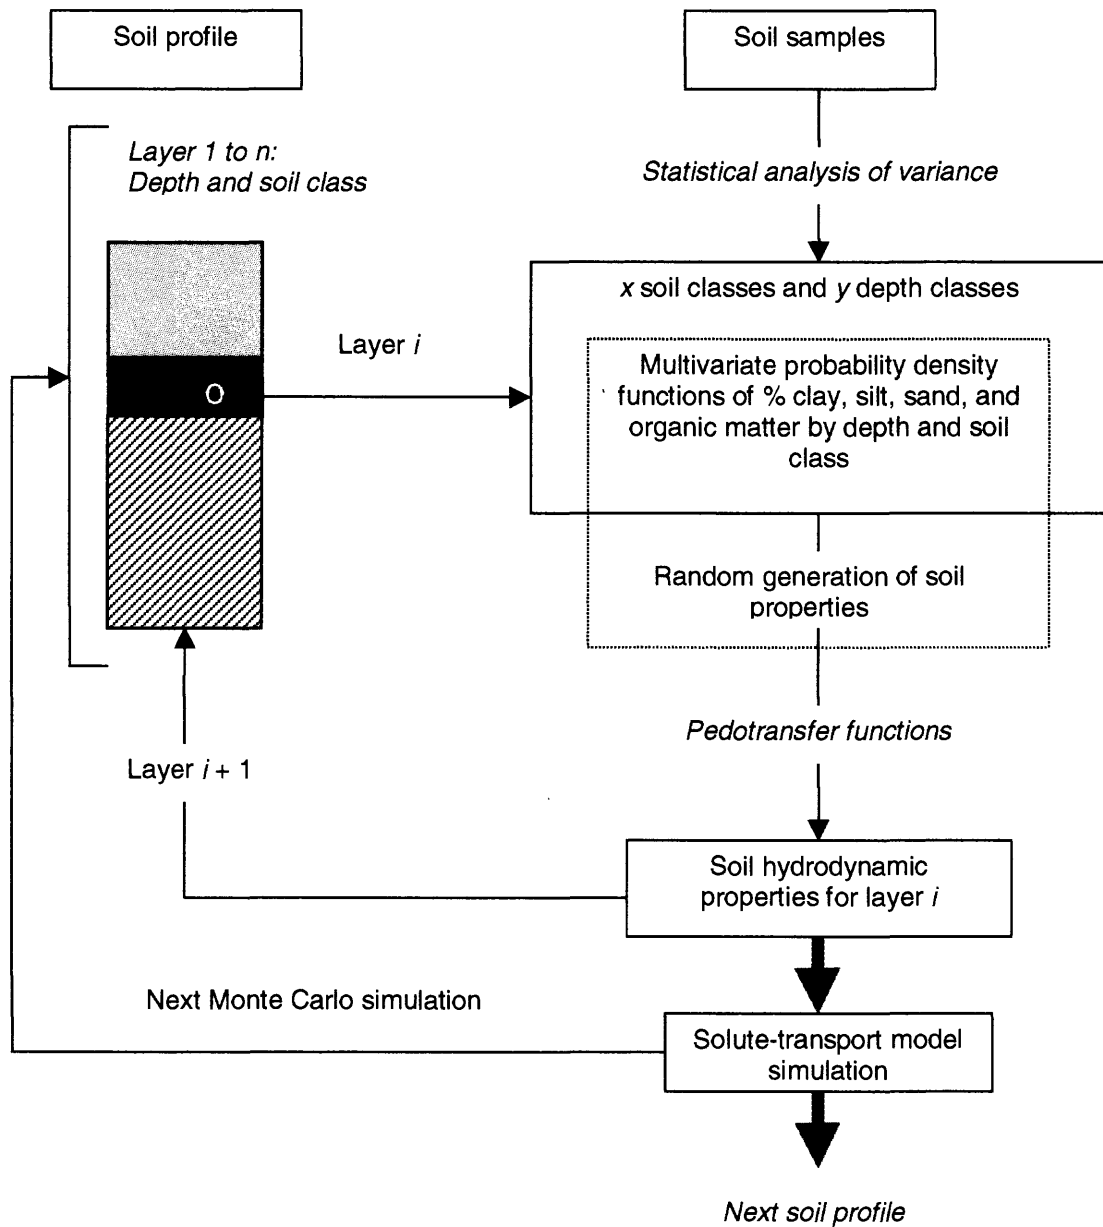 Soil profile
Soil samples
Layer 1 to n:
Depth and soil class
Statistical analysis of variance
x soil classes and y depth classes
Layer i
Multivariate probability density
functions of % clay, silt, sand, and
organic matter by depth and soil
class
O
Random generation of soil
properties
Pedotransfer functions
Layer i + 1
Soil hydrodynamic
properties for layer i
Next Monte Carlo simulation
Solute-transport model
simulation
Next soil profile